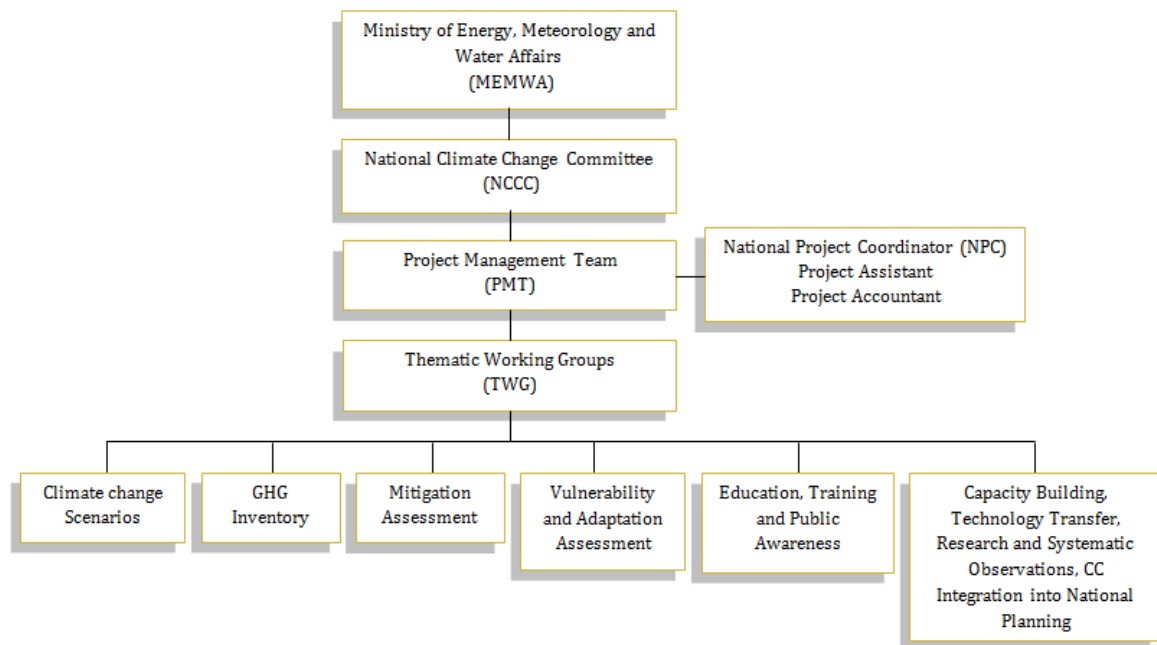 Ministry of Energy, Meteorology and
Water Affairs
(MEMWA)
National Climate Change Committee
(NCCC)
Project Management Team
(PMT)
National Project Coordinator (NPC)
Project Assistant
Project Accountant
Thematic Working Groups
(TWG)
Climate change
Scenarios
GHG
Inventory
Mitigation
Assessment
Vulnerability
and Adaptation
Assessment
Education, Training
and Public
Awareness
Capacity Building,
Technology Transfer,
Research and Systematic
Observations, CC
Integration into National
Planning